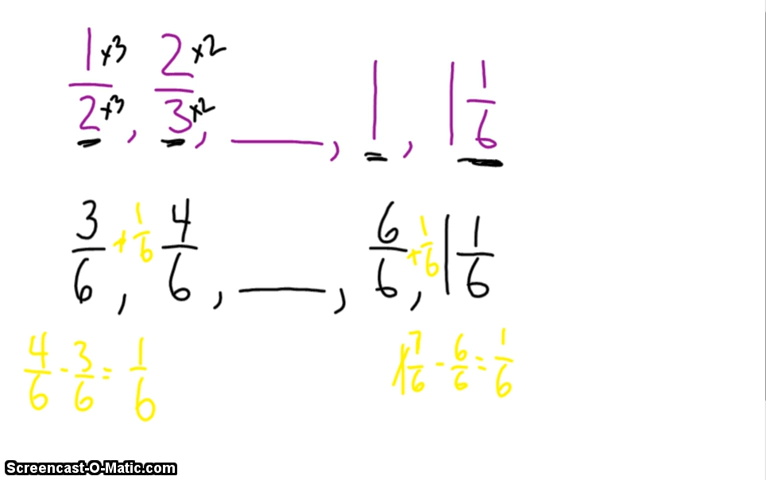 1×3/2×3, 2×2/3×2, ___, 1, 1 1/6
3/6, +1/6 4/6, ___, 6/6, +1/6 1 1/6
4/6 - 3/6 = 1/6
7/6 - 6/6 = 1/6
Screencast-O-Matic.com